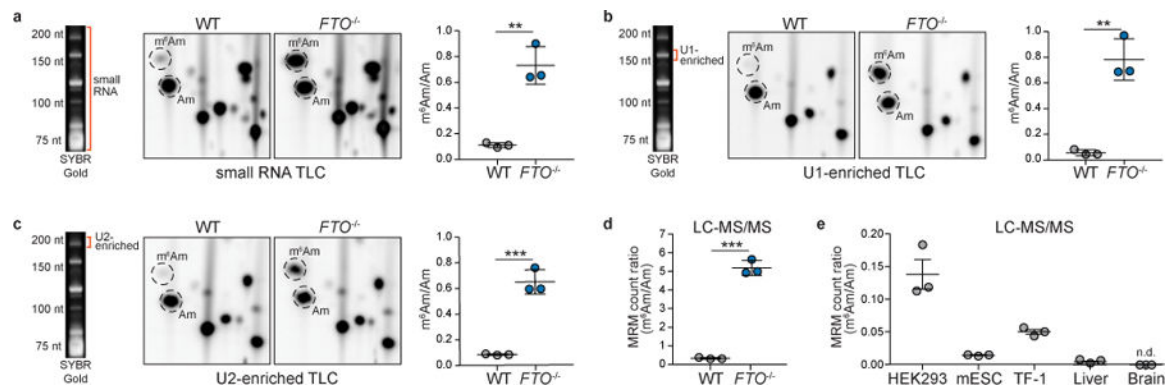 a
WT
FTO-/-
200 nt
150 nt
100 nt
75 nt
small
RNA
SYBR
Gold
m⁶Am
Am
m⁶Am
Am
small RNA TLC
m⁶Am/Am
1.0
0.8
0.6
0.4
0.2
0.0
**
WT FTO-/-
b
WT
FTO-/-
200 nt
150 nt
100 nt
75 nt
U1-
enriched
SYBR
Gold
m⁶Am
Am
m⁶Am
Am
U1-enriched TLC
m⁶Am/Am
1.0
0.8
0.6
0.4
0.2
0.0
**
WT FTO-/-
c
WT
FTO-/-
200 nt
150 nt
100 nt
75 nt
U2-
enriched
SYBR
Gold
m⁶Am
Am
m⁶Am
Am
U2-enriched TLC
m⁶Am/Am
1.0
0.8
0.6
0.4
0.2
0.0
***
WT FTO-/-
d
LC-MS/MS
***
MRM count ratio
(m⁶Am/Am)
7
6
5
4
3
2
1
0
WT FTO-/-
e
LC-MS/MS
MRM count ratio
(m⁶Am/Am)
0.20
0.15
0.10
0.05
0.00
n.d.
HEK293 mESC TF-1 Liver Brain